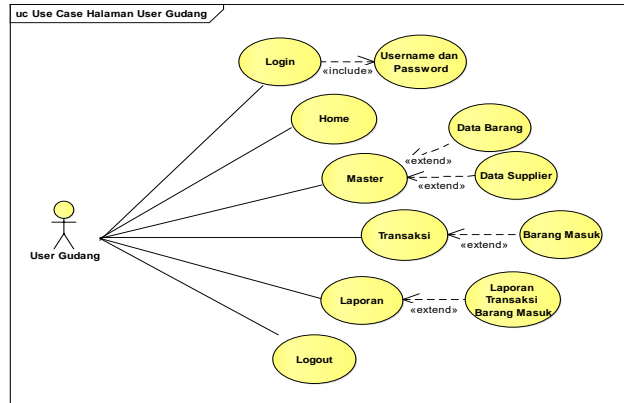 uc Use Case Halaman User Gudang
Login
«include»
Username dan
Password
Home
Data Barang
«extend»
Master
«extend»
Data Supplier
User Gudang
Transaksi
«extend»
Barang Masuk
Laporan
«extend»
Laporan
Transaksi
Barang Masuk
Logout